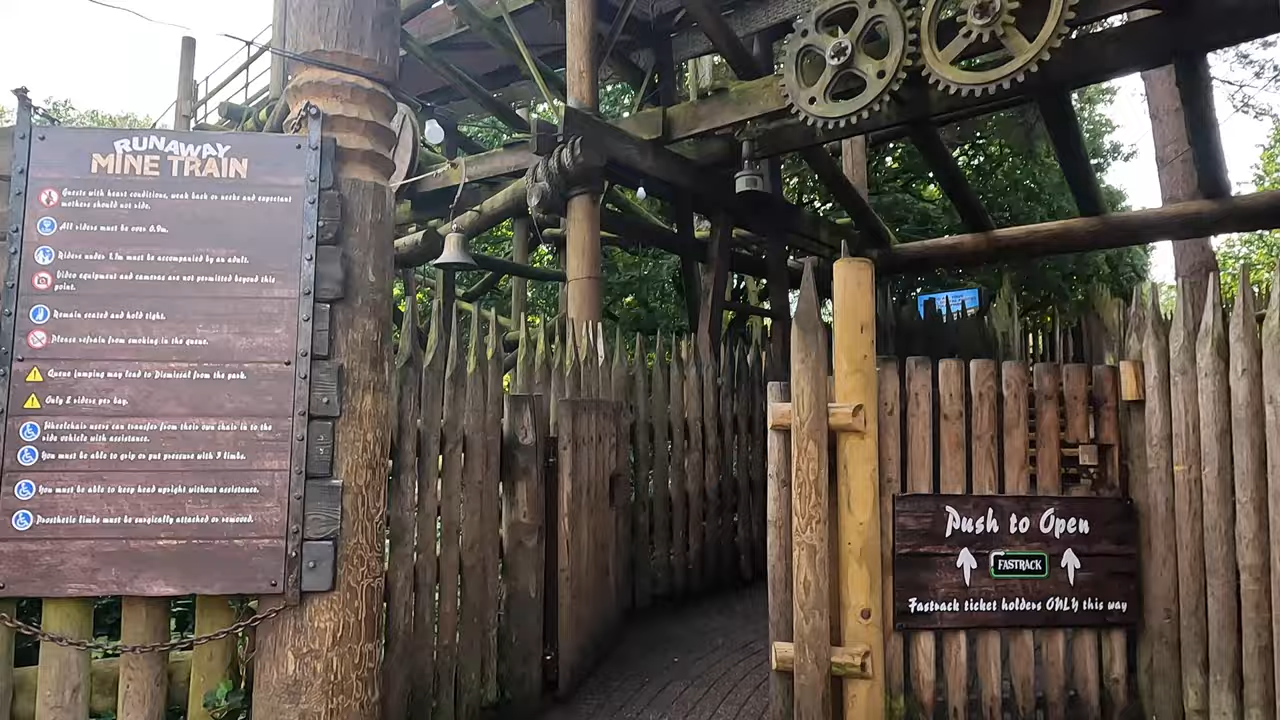 RUNAWAY
MINE TRAIN
Guests with heart conditions, weak back or necks and expectant
mothers should not ride.
All riders must be over 0.9m.
Riders under 1.1m must be accompanied by an adult.
Video equipment and cameras are not permitted beyond this
point.
Remain seated and hold tight.
Please refrain from smoking in the queue.
Queue jumping may lead to Dismissal from the park.
Only 2 riders per bay.
Wheelchair users can transfer from their own chair in to the
ride vehicle with assistance.
You must be able to grip or put pressure with 3 limbs.
You must be able to keep head upright without assistance.
Prosthetic limbs must be surgically attached or removed.
Push to Open
FASTRACK
Fastrack ticket holders ONLY this way